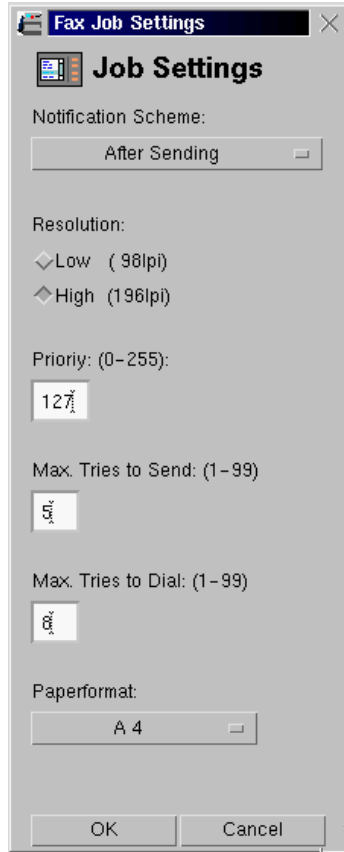 Fax Job Settings
Job Settings
Notification Scheme:
After Sending
Resolution:
Low ( 98lpi)
High (196lpi)
Prioriy: (0-255):
127
Max. Tries to Send: (1-99)
5
Max. Tries to Dial: (1-99)
8
Paperformat:
A 4
OK Cancel